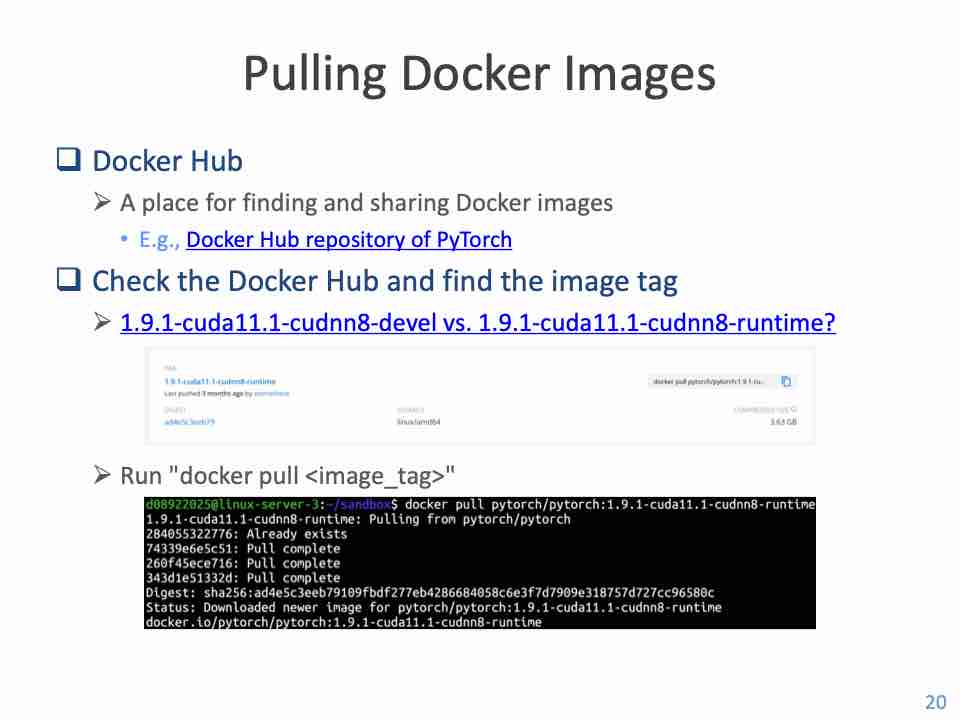 Pulling Docker Images
Docker Hub
A place for finding and sharing Docker images
E.g., Docker Hub repository of PyTorch
Check the Docker Hub and find the image tag
1.9.1-cuda11.1-cudnn8-devel vs. 1.9.1-cuda11.1-cudnn8-runtime?
TAG
1.9.1-cuda11.1-cudnn8-runtime
docker pull pytorch/pytorch:1.9.1-cu...
Last pushed 3 months ago by
DIGEST
OS/ARCH
COMPRESSED SIZE
ad4e5c3eeb79
linux/amd64
3.63 GB
Run "docker pull <image_tag>"
d08922025@linux-server-3:~/sandbox$ docker pull pytorch/pytorch:1.9.1-cuda11.1-cudnn8-runtime
1.9.1-cuda11.1-cudnn8-runtime: Pulling from pytorch/pytorch
284055322776: Already exists
74339e6e5c51: Pull complete
260f45ece716: Pull complete
343d1e51332d: Pull complete
Digest: sha256:ad4e5c3eeb79109fbdf277eb4286684058c6e3f7d7909e318757d727cc96580c
Status: Downloaded newer image for pytorch/pytorch:1.9.1-cuda11.1-cudnn8-runtime
docker.io/pytorch/pytorch:1.9.1-cuda11.1-cudnn8-runtime
20